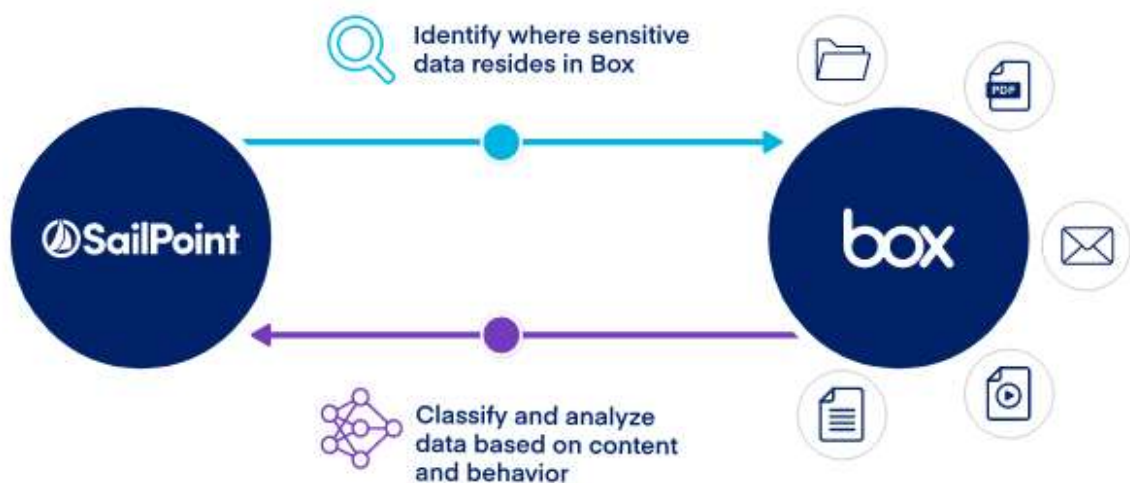 Identify where sensitive
data resides in Box
PDF
SailPoint
box
Classify and analyze
data based on content
and behavior